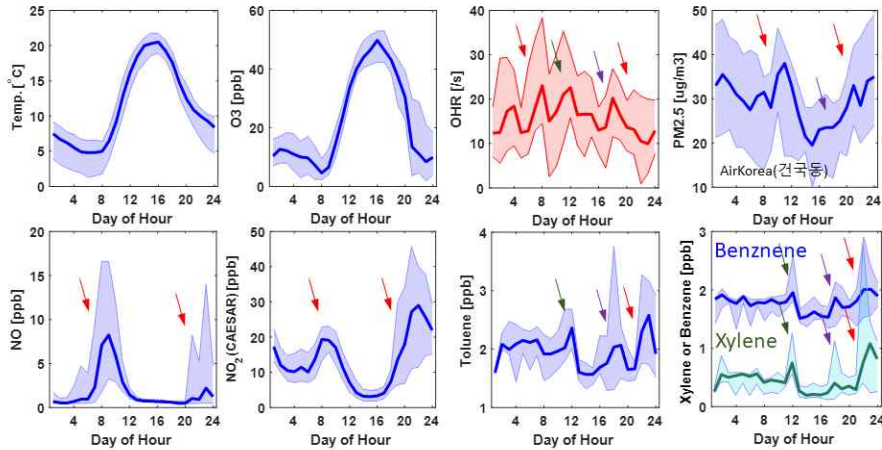 Temp. [°C]
25
20
15
10
5
0
4 8 12 16 20 24
Day of Hour
O3 [ppb]
60
40
20
0
4 8 12 16 20 24
Day of Hour
OHR [/s]
40
30
20
10
0
4 8 12 16 20 24
Day of Hour
PM2.5 [ug/m3]
50
40
30
20
10
AirKorea(건국동)
4 8 12 16 20 24
Day of Hour
NO [ppb]
20
15
10
5
0
0 4 8 12 16 20 24
Day of Hour
NO2 (CAESAR) [ppb]
50
40
30
20
10
0
0 4 8 12 16 20 24
Day of Hour
Toluene [ppb]
4
3
2
1
0 4 8 12 16 20 24
Day of Hour
Xylene or Benzene [ppb]
3
2
1
0
Benznene
Xylene
0 4 8 12 16 20 24
Day of Hour